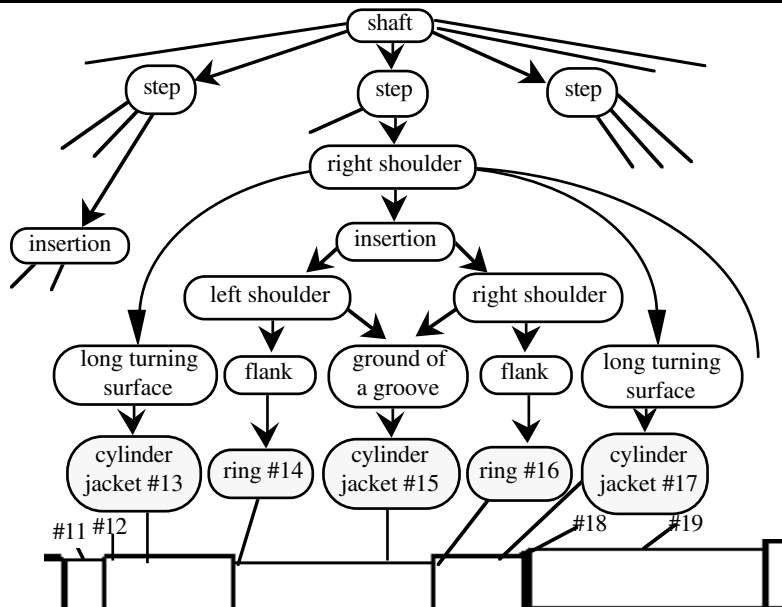 shaft
step
step
step
right shoulder
insertion
insertion
left shoulder
right shoulder
long turning
surface
flank
ground of
a groove
flank
long turning
surface
cylinder
jacket #13
ring #14
cylinder
jacket #15
ring #16
cylinder
jacket #17
#11
#12
#18
#19